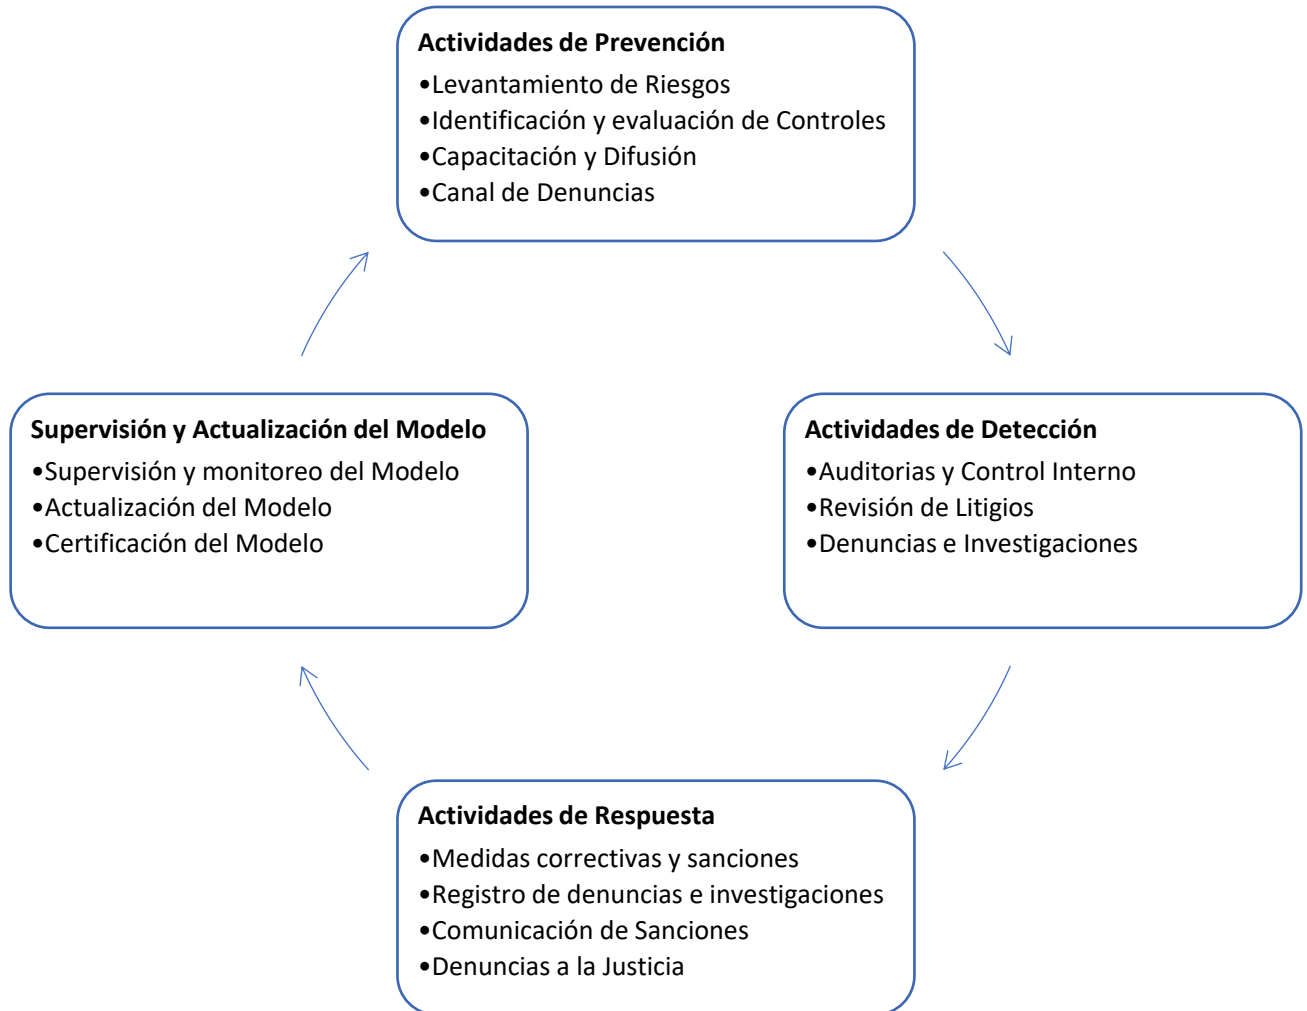 Actividades de Prevención
•Levantamiento de Riesgos
•Identificación y evaluación de Controles
•Capacitación y Difusión
•Canal de Denuncias
Actividades de Detección
•Auditorias y Control Interno
•Revisión de Litigios
•Denuncias e Investigaciones
Actividades de Respuesta
•Medidas correctivas y sanciones
•Registro de denuncias e investigaciones
•Comunicación de Sanciones
•Denuncias a la Justicia
Supervisión y Actualización del Modelo
•Supervisión y monitoreo del Modelo
•Actualización del Modelo
•Certificación del Modelo